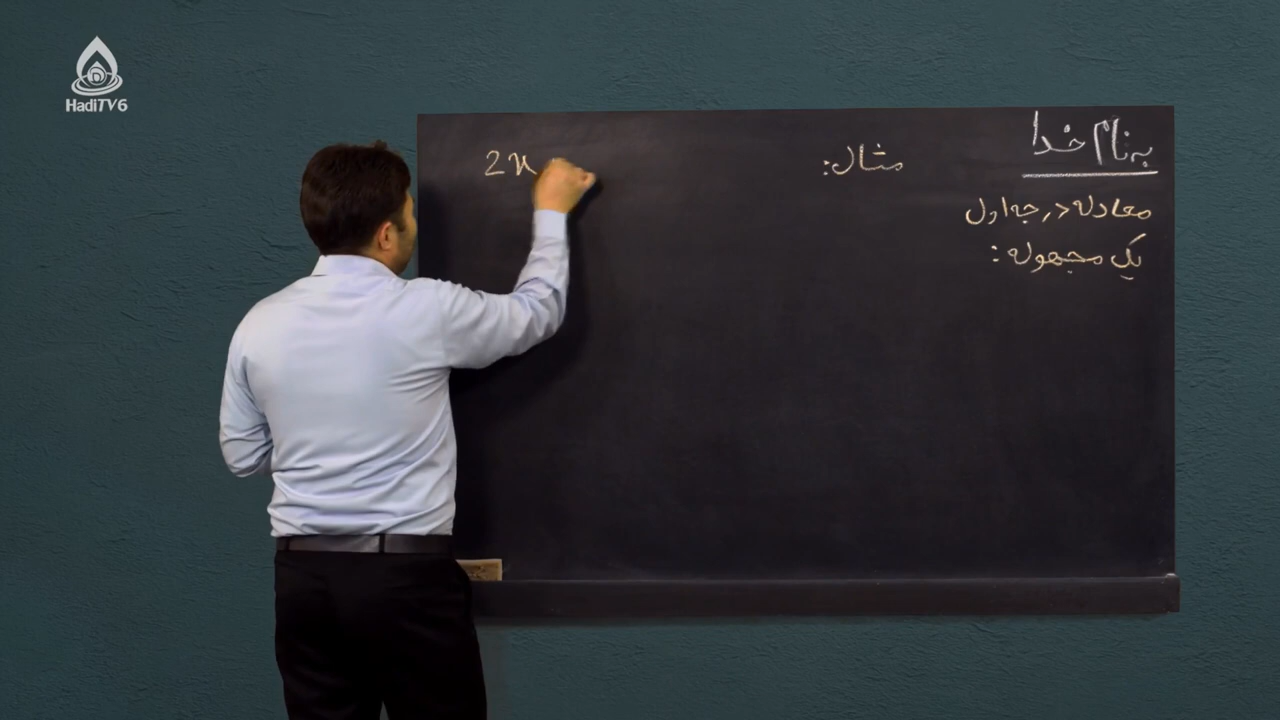 به نام خدا
معادله درجه اول
یک مجهوله :
مثال:
2x
HadiTV6